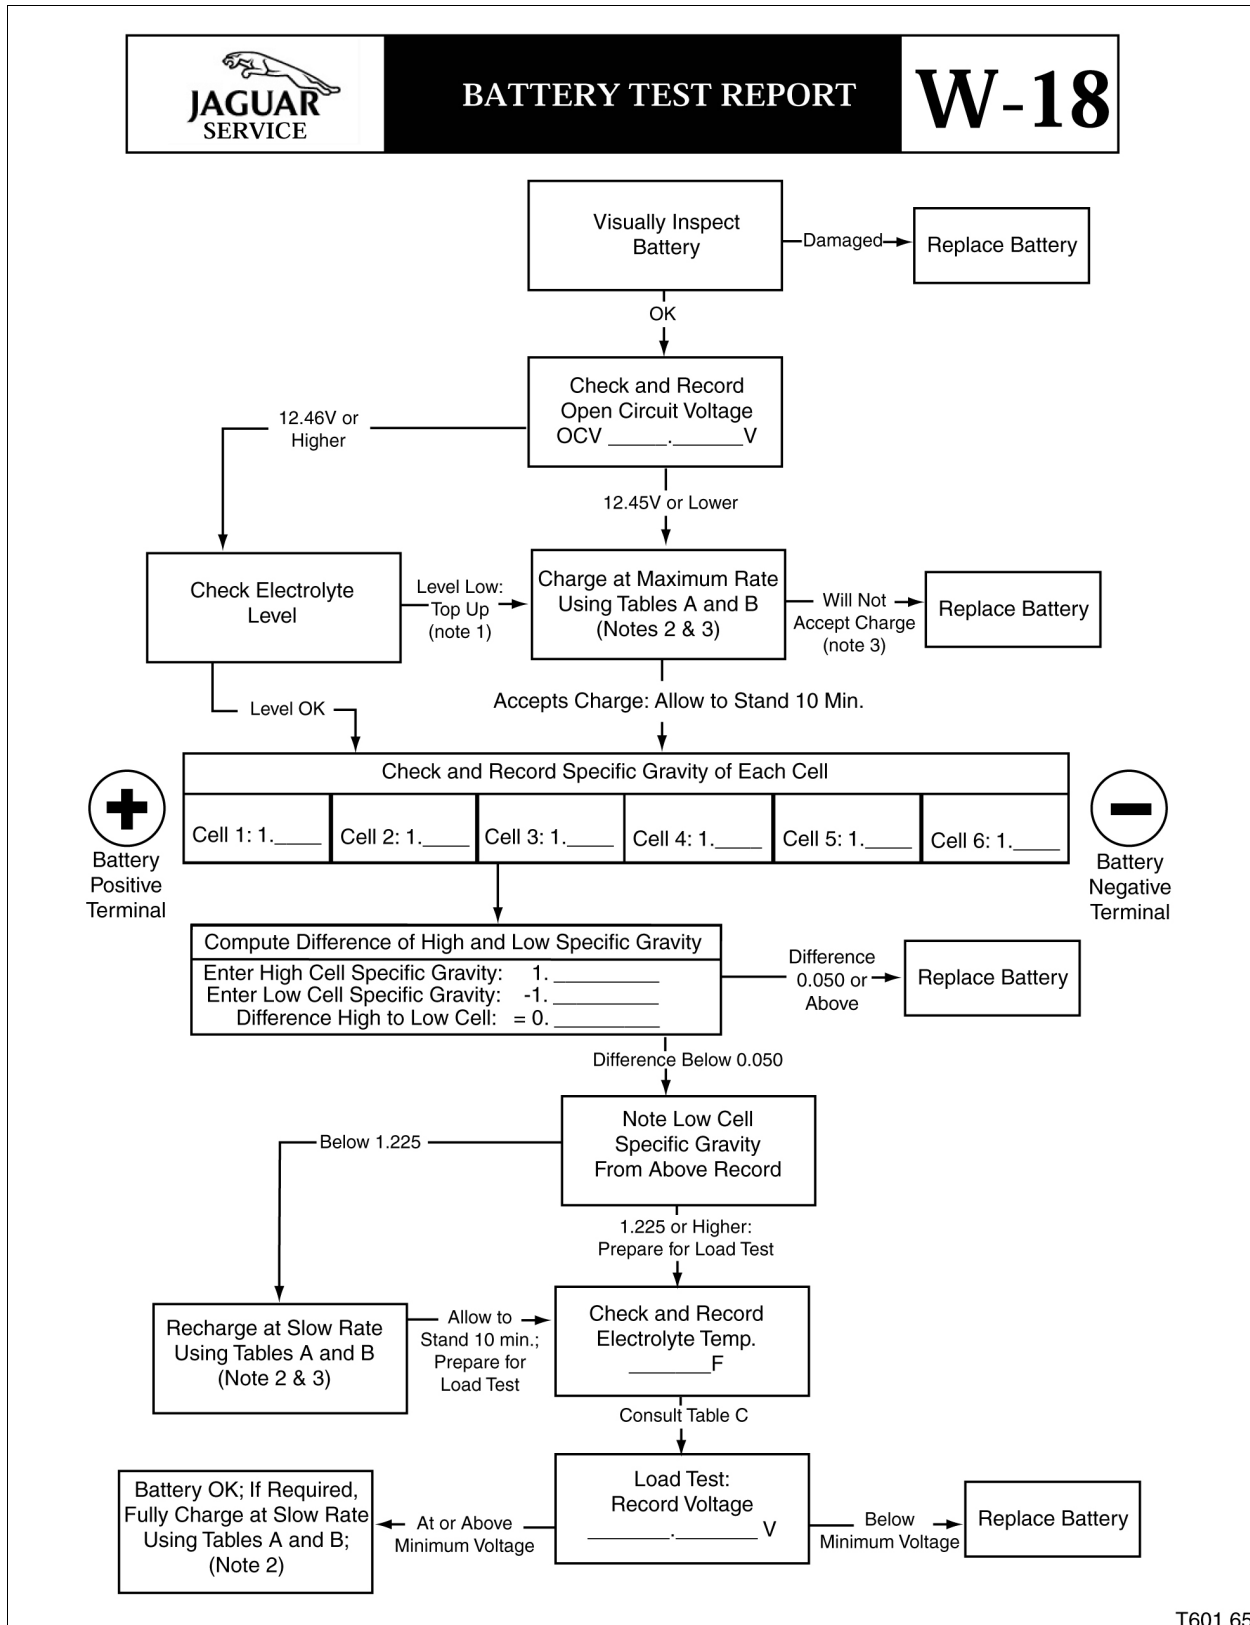 JAGUAR
SERVICE
BATTERY TEST REPORT
W-18
Visually Inspect
Battery
Damaged
Replace Battery
OK
Check and Record
Open Circuit Voltage
OCV _____.______V
12.46V or
Higher
12.45V or Lower
Check Electrolyte
Level
Level Low:
Top Up
(note 1)
Charge at Maximum Rate
Using Tables A and B
(Notes 2 & 3)
Will Not
Accept Charge
(note 3)
Replace Battery
Level OK
Accepts Charge: Allow to Stand 10 Min.
Check and Record Specific Gravity of Each Cell
Cell 1: 1.____
Cell 2: 1.____
Cell 3: 1.____
Cell 4: 1.____
Cell 5: 1.____
Cell 6: 1.____
Battery
Positive
Terminal
Battery
Negative
Terminal
Compute Difference of High and Low Specific Gravity
Enter High Cell Specific Gravity: 1. _________
Enter Low Cell Specific Gravity: -1. _________
Difference High to Low Cell: = 0. _________
Difference
0.050 or
Above
Replace Battery
Difference Below 0.050
Note Low Cell
Specific Gravity
From Above Record
Below 1.225
1.225 or Higher:
Prepare for Load Test
Recharge at Slow Rate
Using Tables A and B
(Note 2 & 3)
Allow to
Stand 10 min.;
Prepare for
Load Test
Check and Record
Electrolyte Temp.
_______F
Consult Table C
Load Test:
Record Voltage
_______._______ V
At or Above
Minimum Voltage
Battery OK; If Required,
Fully Charge at Slow Rate
Using Tables A and B;
(Note 2)
Below
Minimum Voltage
Replace Battery
T601.65